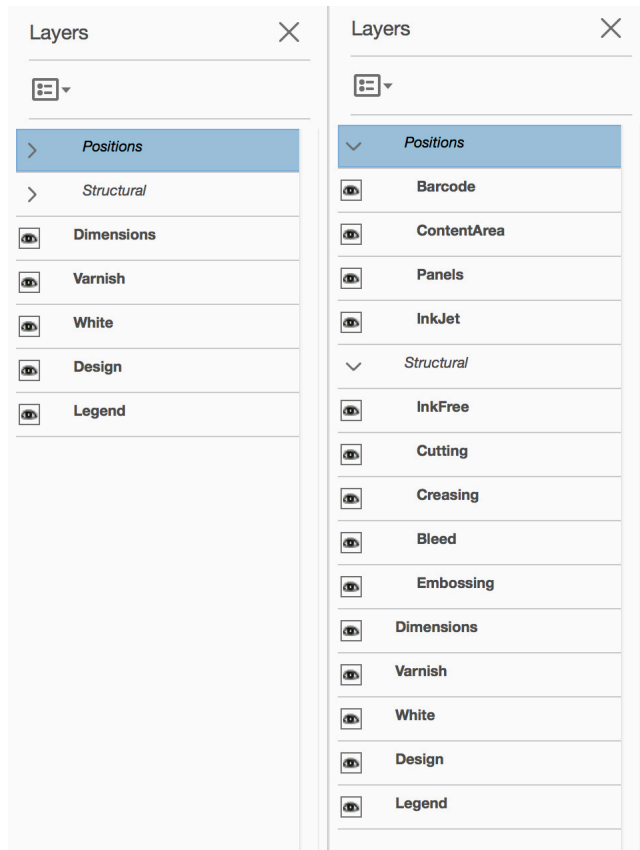 Layers
Positions
Structural
Dimensions
Varnish
White
Design
Legend
Layers
Positions
Barcode
ContentArea
Panels
InkJet
Structural
InkFree
Cutting
Creasing
Bleed
Embossing
Dimensions
Varnish
White
Design
Legend